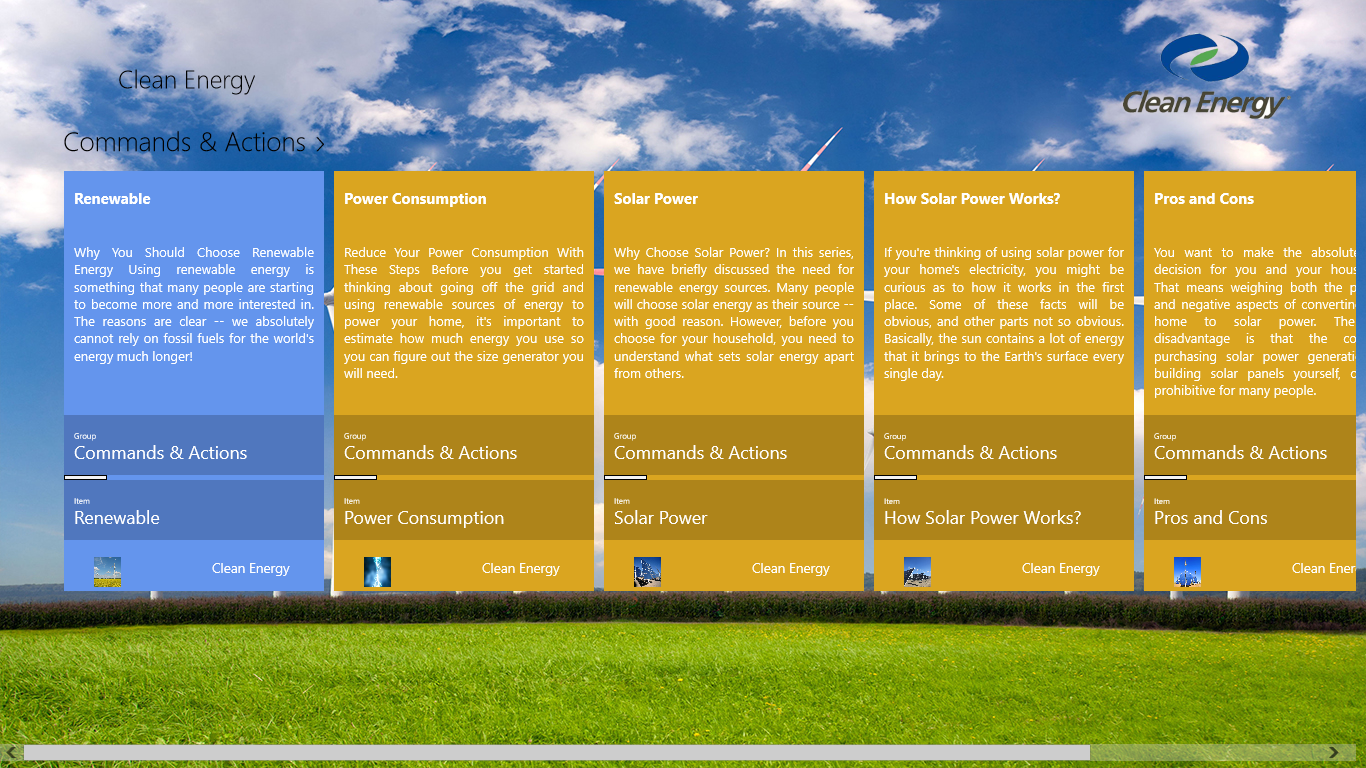 Clean Energy
Clean Energy
Commands & Actions >
Renewable
Why You Should Choose Renewable
Energy Using renewable energy is
something that many people are starting
to become more and more interested in.
The reasons are clear -- we absolutely
cannot rely on fossil fuels for the world's
energy much longer!
Group
Commands & Actions
Item
Renewable
Clean Energy
Power Consumption
Reduce Your Power Consumption With
These Steps Before you get started
thinking about going off the grid and
using renewable sources of energy to
power your home, it's important to
estimate how much energy you use so
you can figure out the size generator you
will need.
Group
Commands & Actions
Item
Power Consumption
Clean Energy
Solar Power
Why Choose Solar Power? In this series,
we have briefly discussed the need for
renewable energy sources. Many people
will choose solar energy as their source --
with good reason. However, before you
choose for your household, you need to
understand what sets solar energy apart
from others.
Group
Commands & Actions
Item
Solar Power
Clean Energy
How Solar Power Works?
If you're thinking of using solar power for
your home's electricity, you might be
curious as to how it works in the first
place. Some of these facts will be
obvious, and other parts not so obvious.
Basically, the sun contains a lot of energy
that it brings to the Earth's surface every
single day.
Group
Commands & Actions
Item
How Solar Power Works?
Clean Energy
Pros and Cons
You want to make the absolute
decision for you and your
That means weighing both the
and negative aspects of
home to solar power. The
disadvantage is that the
purchasing solar power
building solar panels yourself,
prohibitive for many people.
Group
Commands & Actions
Item
Pros and Cons
Clean